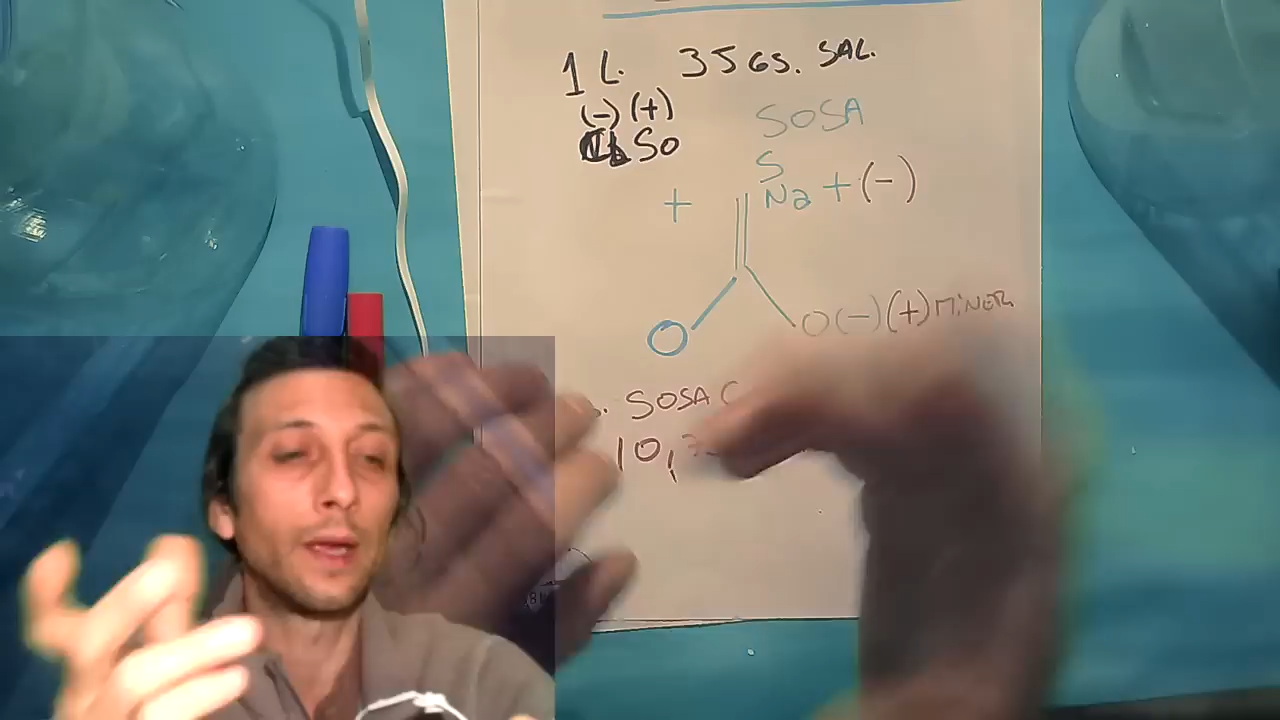 1 L. 35 GS. SAL.
(-) (+)
So
SOSA
S
+ Na + (-)
O O (-) (+) MiNER
SOSA C
10,